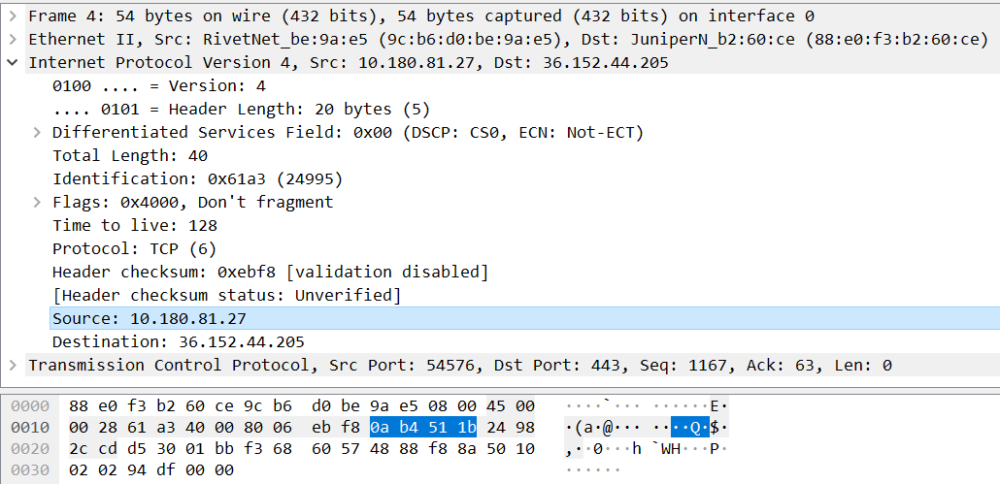 Frame 4: 54 bytes on wire (432 bits), 54 bytes captured (432 bits) on interface 0
Ethernet II, Src: RivetNet_be:9a:e5 (9c:b6:d0:be:9a:e5), Dst: JuniperN_b2:60:ce (88:e0:f3:b2:60:ce)
Internet Protocol Version 4, Src: 10.180.81.27, Dst: 36.152.44.205
0100 .... = Version: 4
.... 0101 = Header Length: 20 bytes (5)
Differentiated Services Field: 0x00 (DSCP: CS0, ECN: Not-ECT)
Total Length: 40
Identification: 0x61a3 (24995)
Flags: 0x4000, Don't fragment
Time to live: 128
Protocol: TCP (6)
Header checksum: 0xebf8 [validation disabled]
[Header checksum status: Unverified]
Source: 10.180.81.27
Destination: 36.152.44.205
Transmission Control Protocol, Src Port: 54576, Dst Port: 443, Seq: 1167, Ack: 63, Len: 0
0000 88 e0 f3 b2 60 ce 9c b6 d0 be 9a e5 08 00 45 00 ····`··· ······E·
0010 00 28 61 a3 40 00 80 06 eb f8 0a b4 51 1b 24 98 ·(a·@··· ····Q·$·
0020 2c cd d5 30 01 bb f3 68 60 57 48 88 f8 8a 50 10 ,··0···h `WH···P·
0030 02 02 94 df 00 00 ······